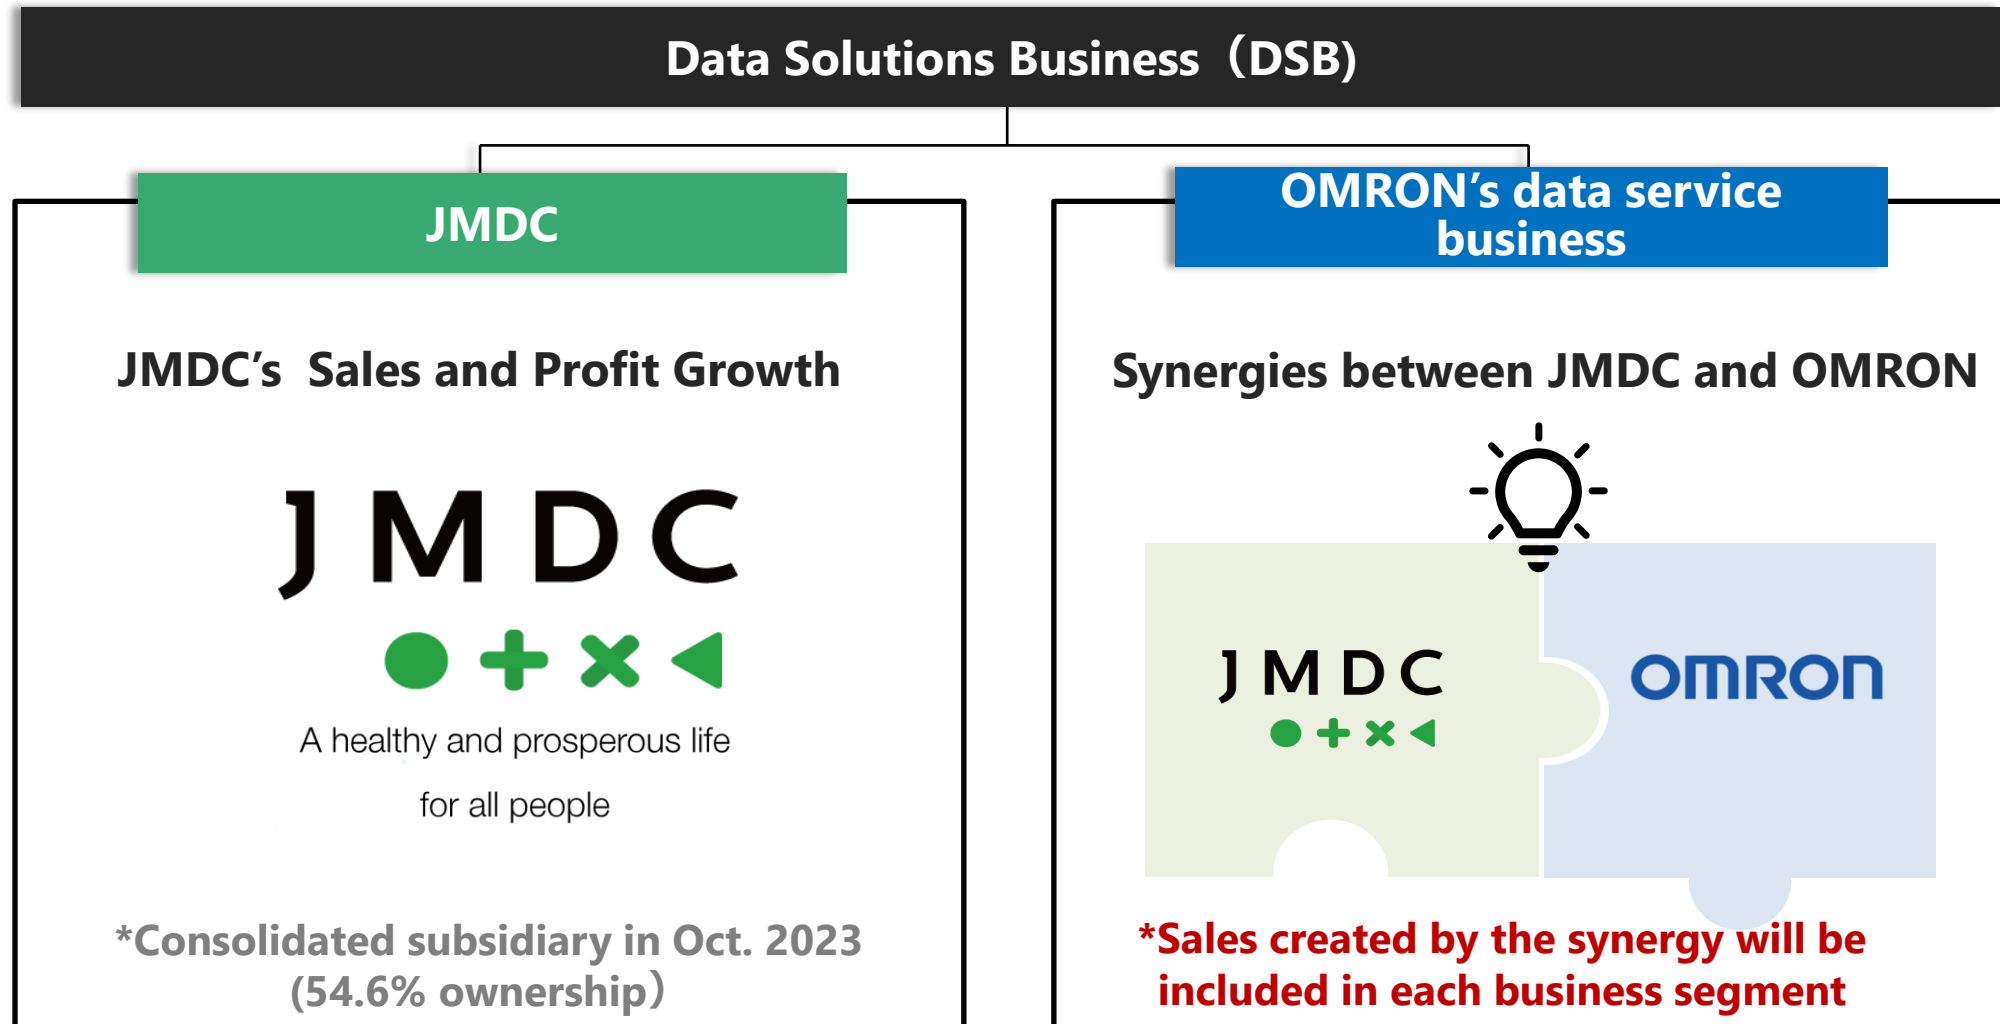 Data Solutions Business（DSB)
JMDC
JMDC’s  Sales and Profit Growth
JMDC
A healthy and prosperous life
for all people
*Consolidated subsidiary in Oct. 2023
(54.6% ownership）
OMRON’s data service
business
Synergies between JMDC and OMRON
JMDC
OMRON
*Sales created by the synergy will be
included in each business segment